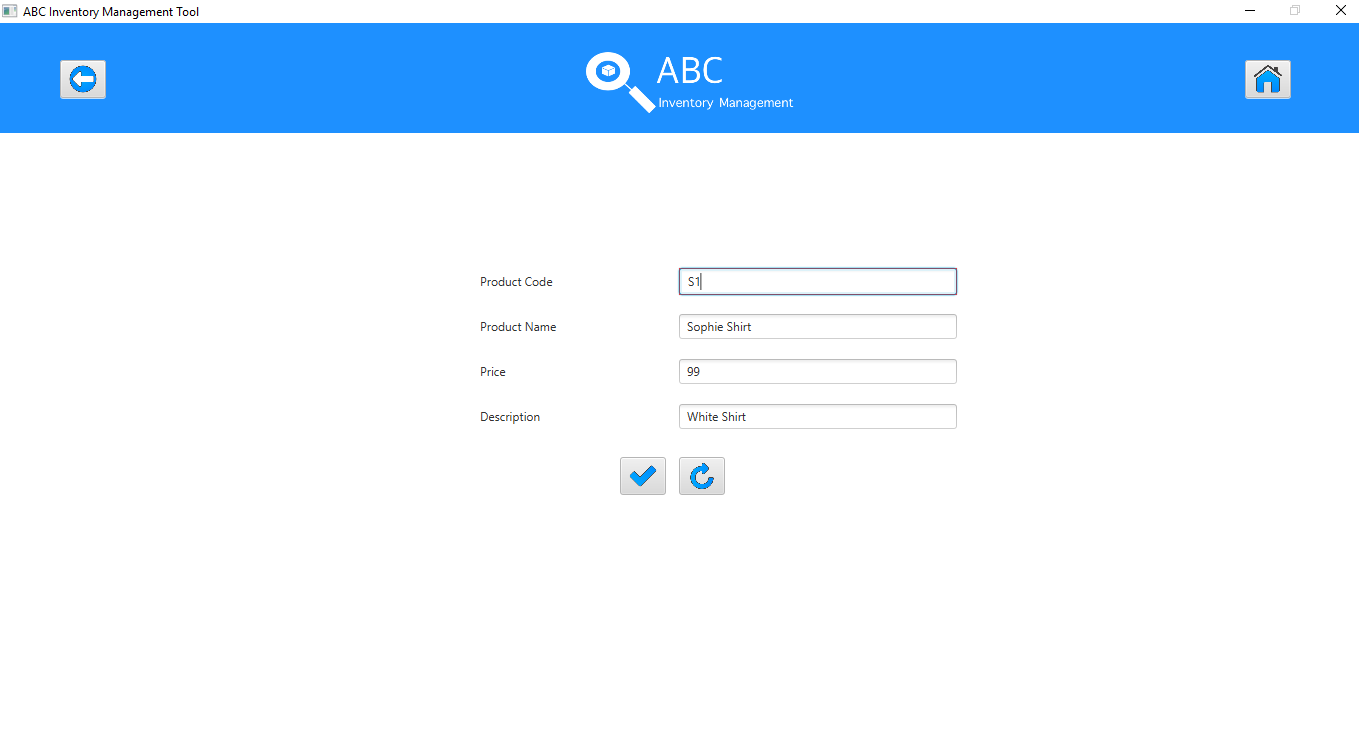 ABC Inventory Management Tool
ABC
Inventory Management
Product Code S1
Product Name Sophie Shirt
Price 99
Description White Shirt